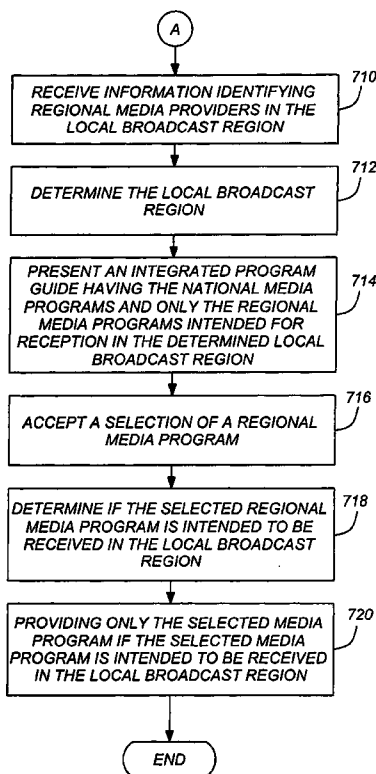 A
RECEIVE INFORMATION IDENTIFYING
REGIONAL MEDIA PROVIDERS IN THE
LOCAL BROADCAST REGION
710
DETERMINE THE LOCAL BROADCAST
REGION
712
PRESENT AN INTEGRATED PROGRAM
GUIDE HAVING THE NATIONAL MEDIA
PROGRAMS AND ONLY THE REGIONAL
MEDIA PROGRAMS INTENDED FOR
RECEPTION IN THE DETERMINED LOCAL
BROADCAST REGION
714
ACCEPT A SELECTION OF A REGIONAL
MEDIA PROGRAM
716
DETERMINE IF THE SELECTED REGIONAL
MEDIA PROGRAM IS INTENDED TO BE
RECEIVED IN THE LOCAL BROADCAST
REGION
718
PROVIDING ONLY THE SELECTED MEDIA
PROGRAM IF THE SELECTED MEDIA
PROGRAM IS INTENDED TO BE RECEIVED
IN THE LOCAL BROADCAST REGION
720
END